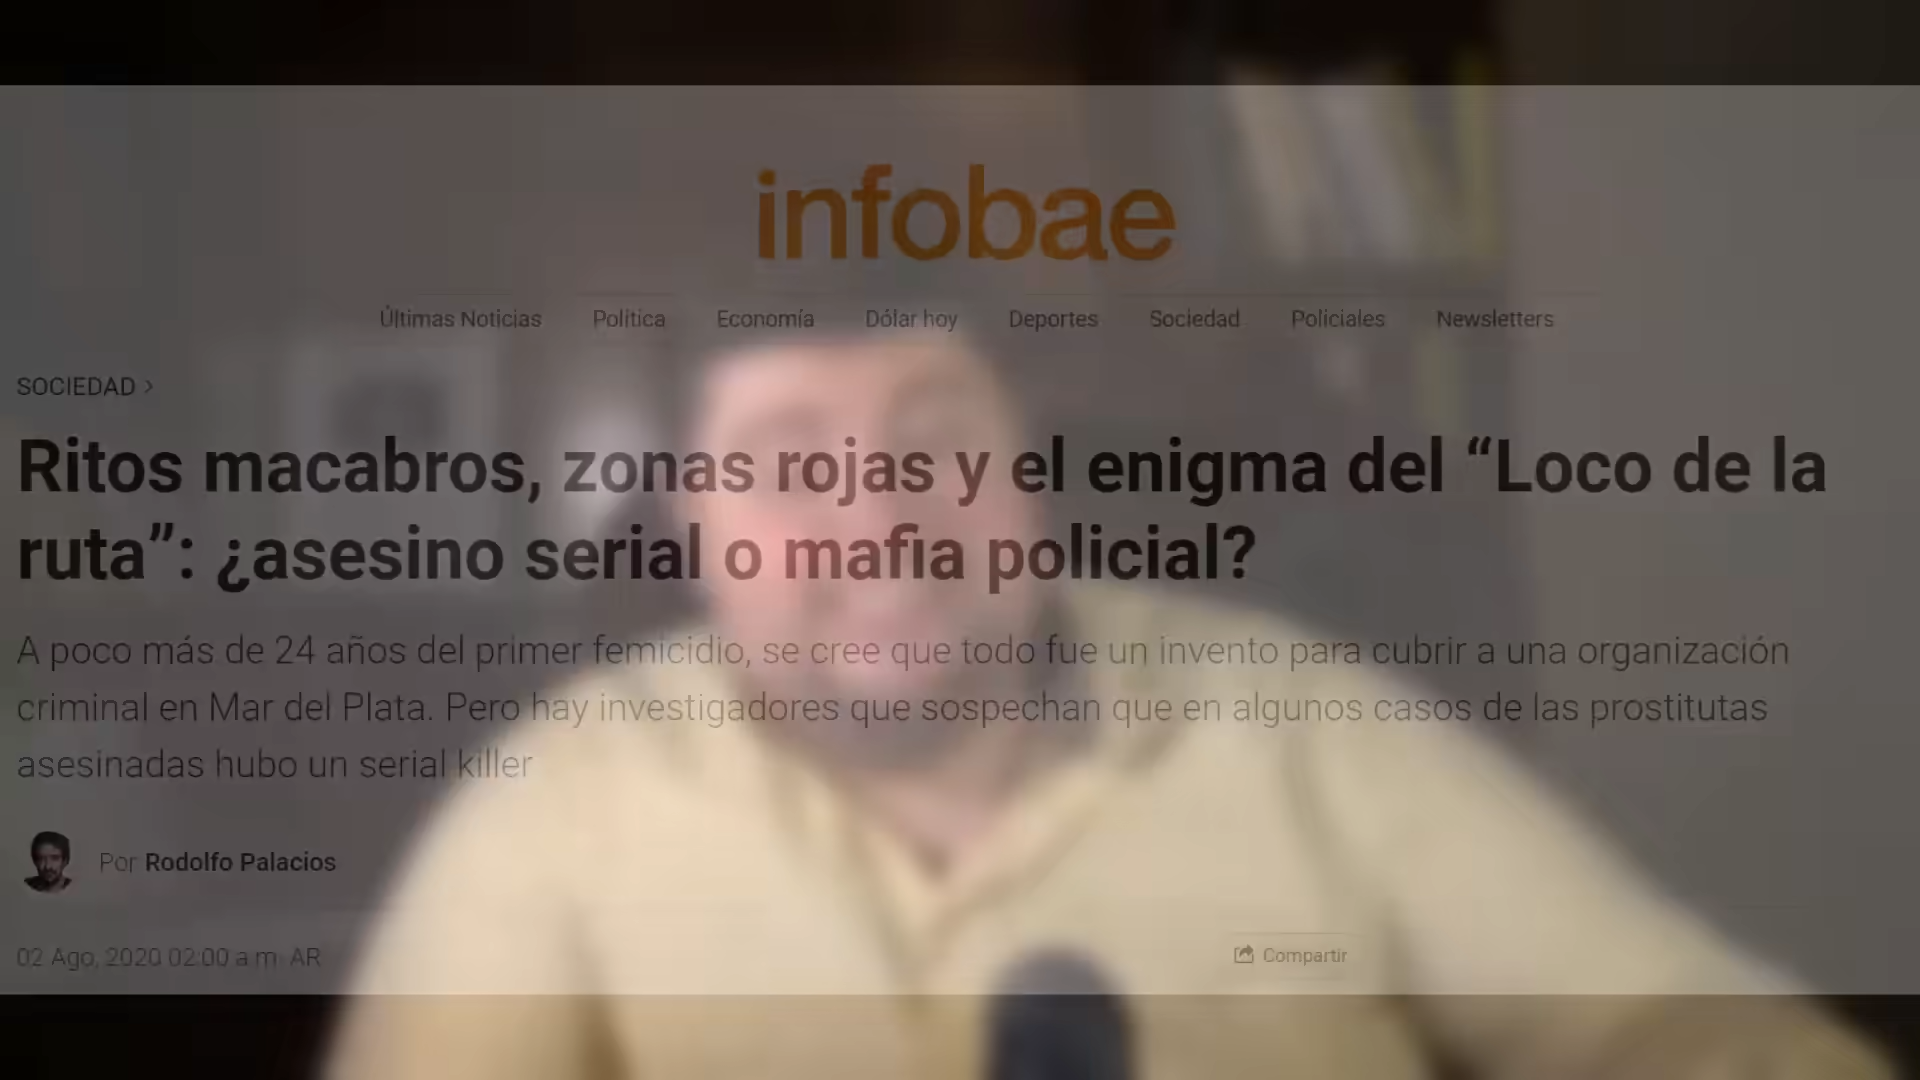 infobae
Últimas Noticias Política Economía Dólar hoy Deportes Sociedad Policiales Newsletters
SOCIEDAD >
Ritos macabros, zonas rojas y el enigma del “Loco de la
ruta”: ¿asesino serial o mafia policial?
A poco más de 24 años del primer femicidio, se cree que todo fue un invento para cubrir a una organización
criminal en Mar del Plata. Pero hay investigadores que sospechan que en algunos casos de las prostitutas
asesinadas hubo un serial killer
Por Rodolfo Palacios
02 Ago, 2020 02:00 a.m. AR
Compartir